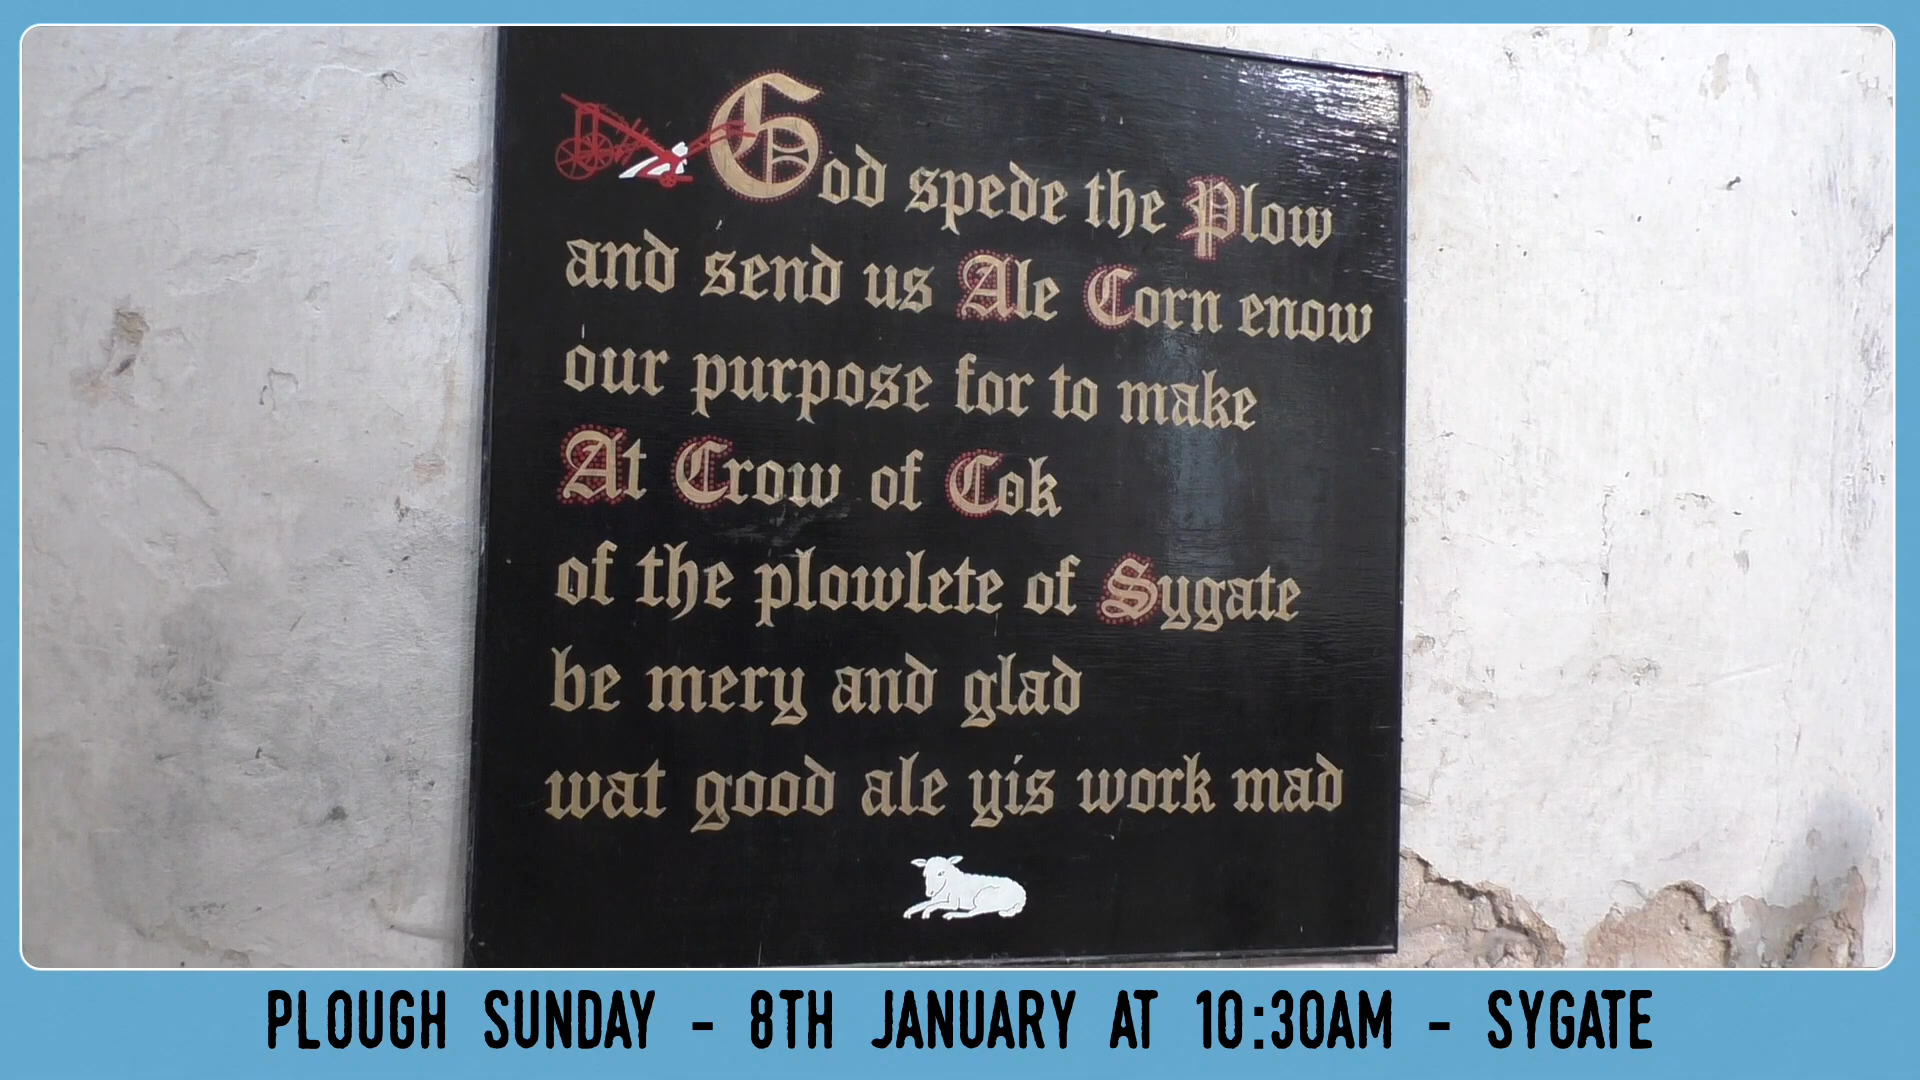 God spede the Plow
and send us Ale Corn enow
our purpose for to make
At Crow of Cok
of the plowlete of Sygate
be mery and glad
wat good ale yis work mad
PLOUGH SUNDAY - 8TH JANUARY AT 10:30AM - SYGATE